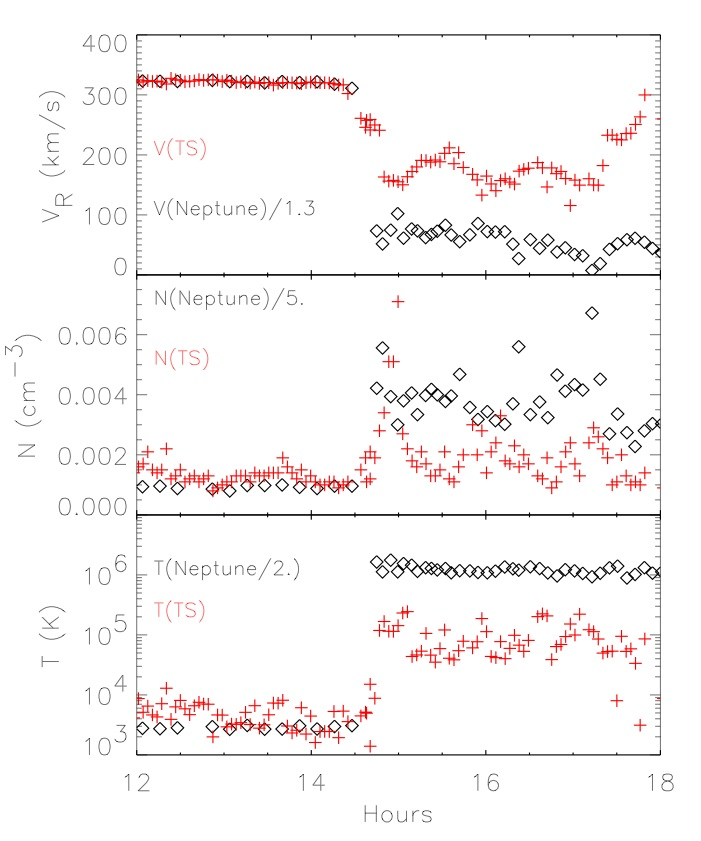 400
300
200
100
0
V_R (km/s)
V(TS)
V(Neptune)/1.3
N(Neptune)/5.
N(TS)
0.006
0.004
0.002
0.000
N (cm^{-3})
T(Neptune/2.)
T(TS)
10^6
10^5
10^4
10^3
T (K)
12 14 16 18
Hours